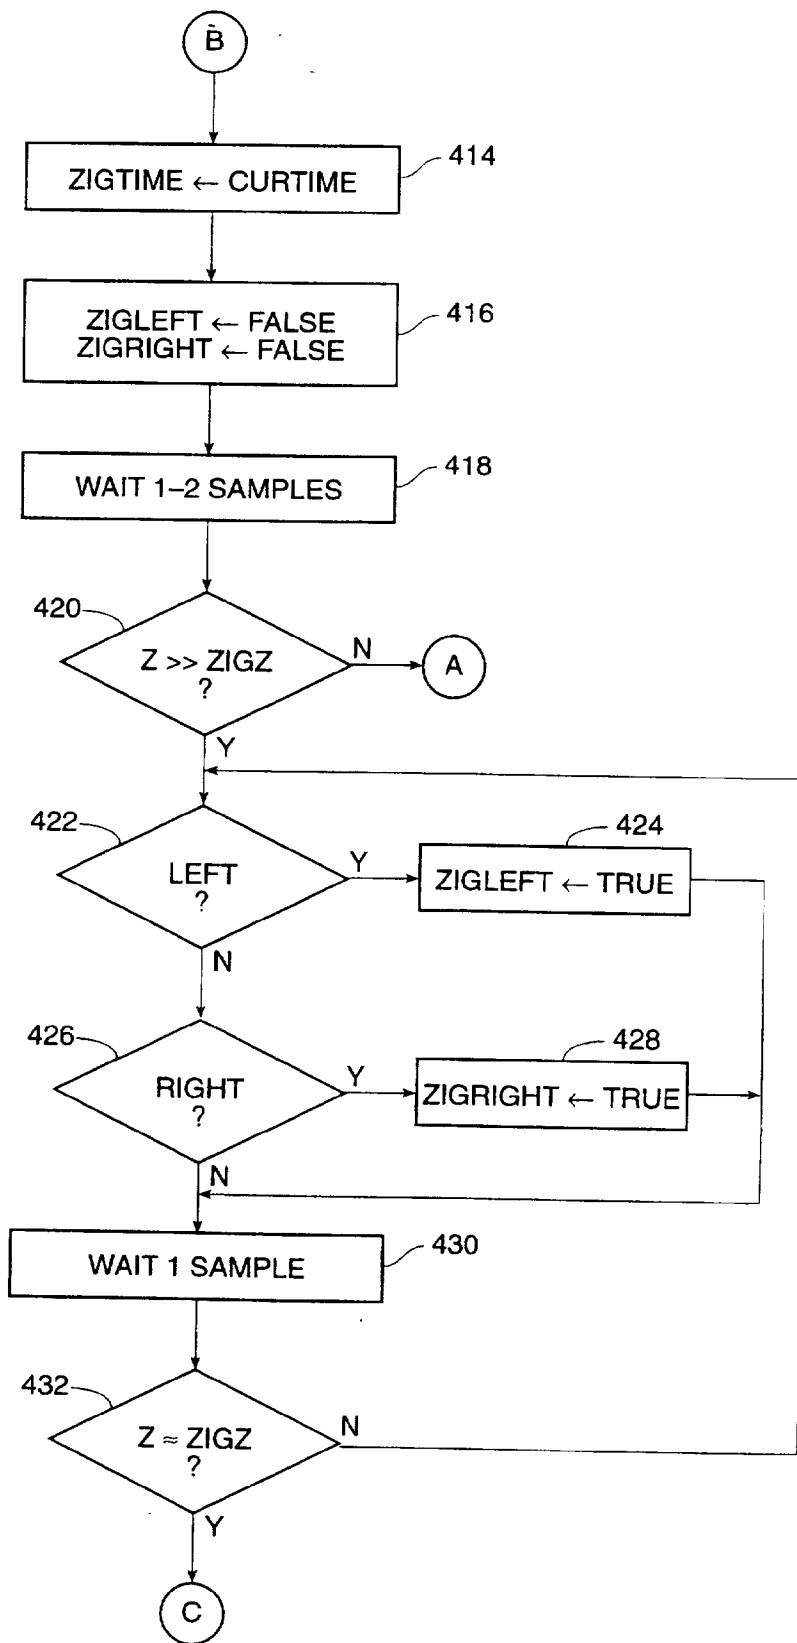 B
ZIGTIME ← CURTIME
414
ZIGLEFT ← FALSE
ZIGRIGHT ← FALSE
416
WAIT 1–2 SAMPLES
418
420
Z >> ZIGZ
?
N
A
Y
422
LEFT
?
Y
424
ZIGLEFT ← TRUE
N
426
RIGHT
?
Y
428
ZIGRIGHT ← TRUE
N
WAIT 1 SAMPLE
430
432
Z ≈ ZIGZ
?
N
Y
C